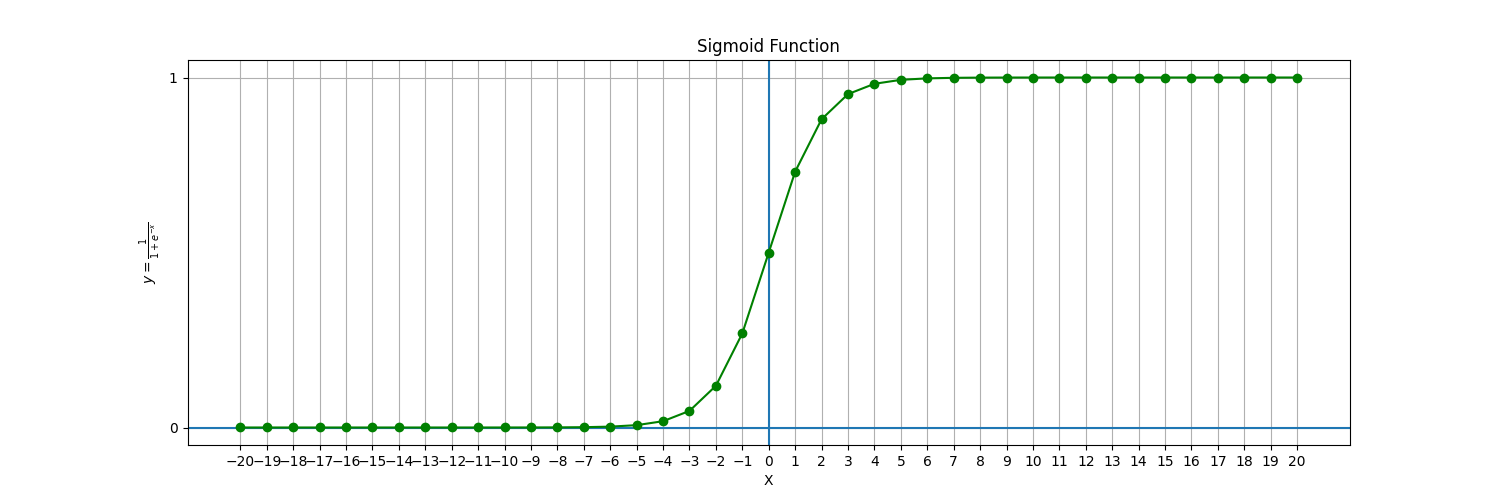 Sigmoid Function
1
0
y = \frac{1}{1 + e^{-x}}
−20 −19 −18 −17 −16 −15 −14 −13 −12 −11 −10 −9 −8 −7 −6 −5 −4 −3 −2 −1 0 1 2 3 4 5 6 7 8 9 10 11 12 13 14 15 16 17 18 19 20
X